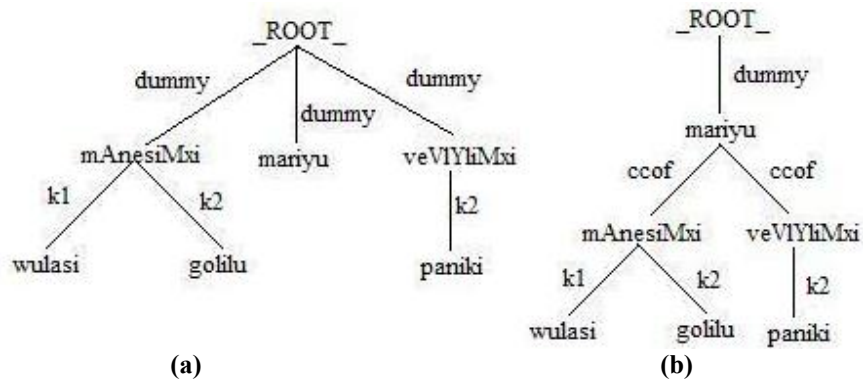 _ROOT_
dummy
dummy
dummy
mAnesiMxi
mariyu
veVlYliMxi
k1
k2
k2
wulasi
golilu
paniki
(a)
_ROOT_
dummy
mariyu
ccof
ccof
mAnesiMxi
veVlYliMxi
k1
k2
k2
wulasi
golilu
paniki
(b)